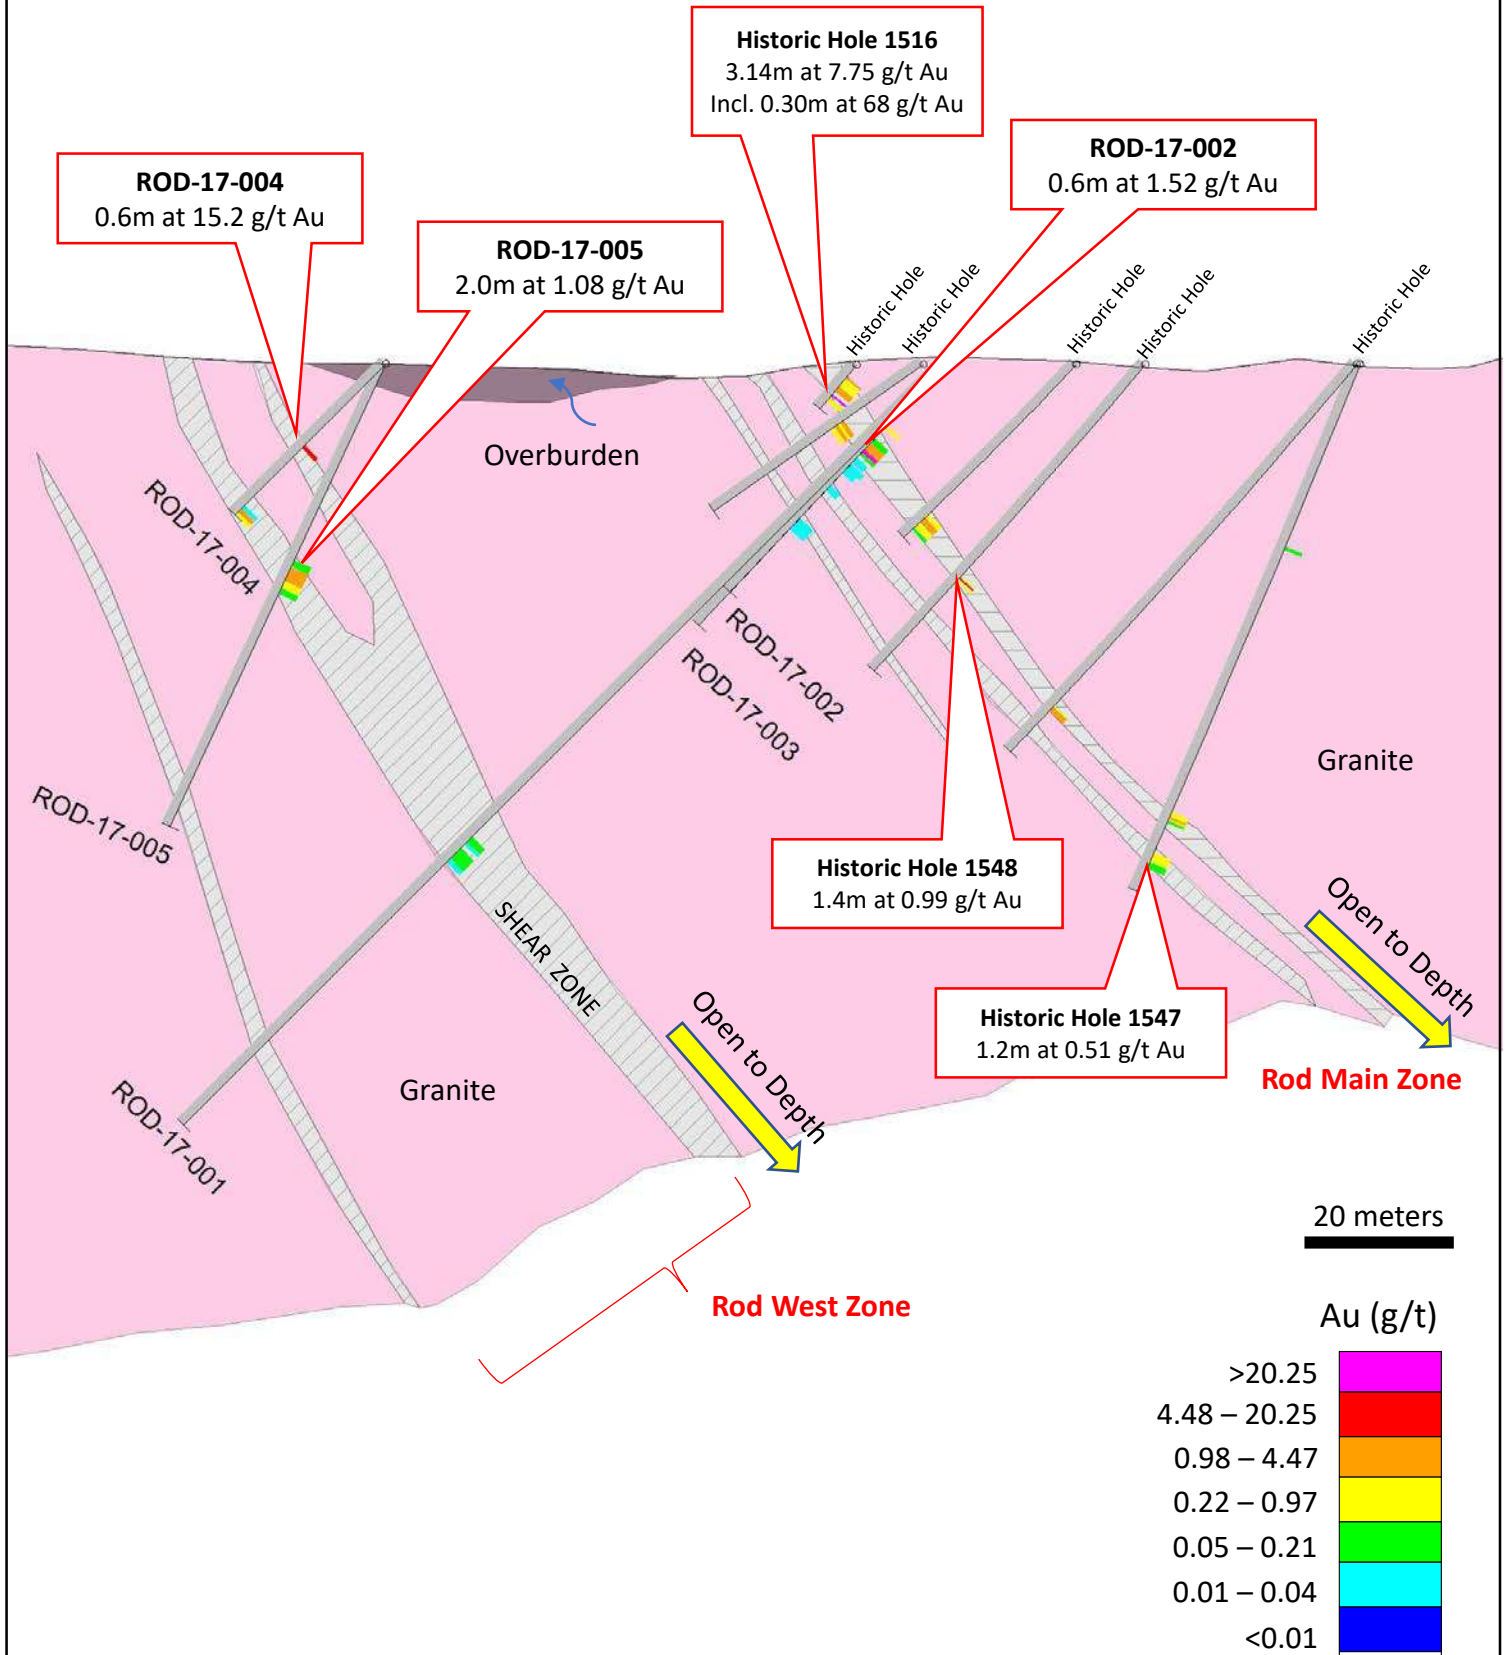 Historic Hole 1516
3.14m at 7.75 g/t Au
Incl. 0.30m at 68 g/t Au
ROD-17-002
0.6m at 1.52 g/t Au
ROD-17-004
0.6m at 15.2 g/t Au
ROD-17-005
2.0m at 1.08 g/t Au
Historic Hole
Historic Hole
Historic Hole
Historic Hole
Historic Hole
Overburden
ROD-17-004
ROD-17-002
ROD-17-003
ROD-17-005
Granite
Historic Hole 1548
1.4m at 0.99 g/t Au
SHEAR ZONE
Open to Depth
Open to Depth
Historic Hole 1547
1.2m at 0.51 g/t Au
Rod Main Zone
Granite
ROD-17-001
20 meters
Rod West Zone
Au (g/t)
>20.25
4.48 – 20.25
0.98 – 4.47
0.22 – 0.97
0.05 – 0.21
0.01 – 0.04
<0.01